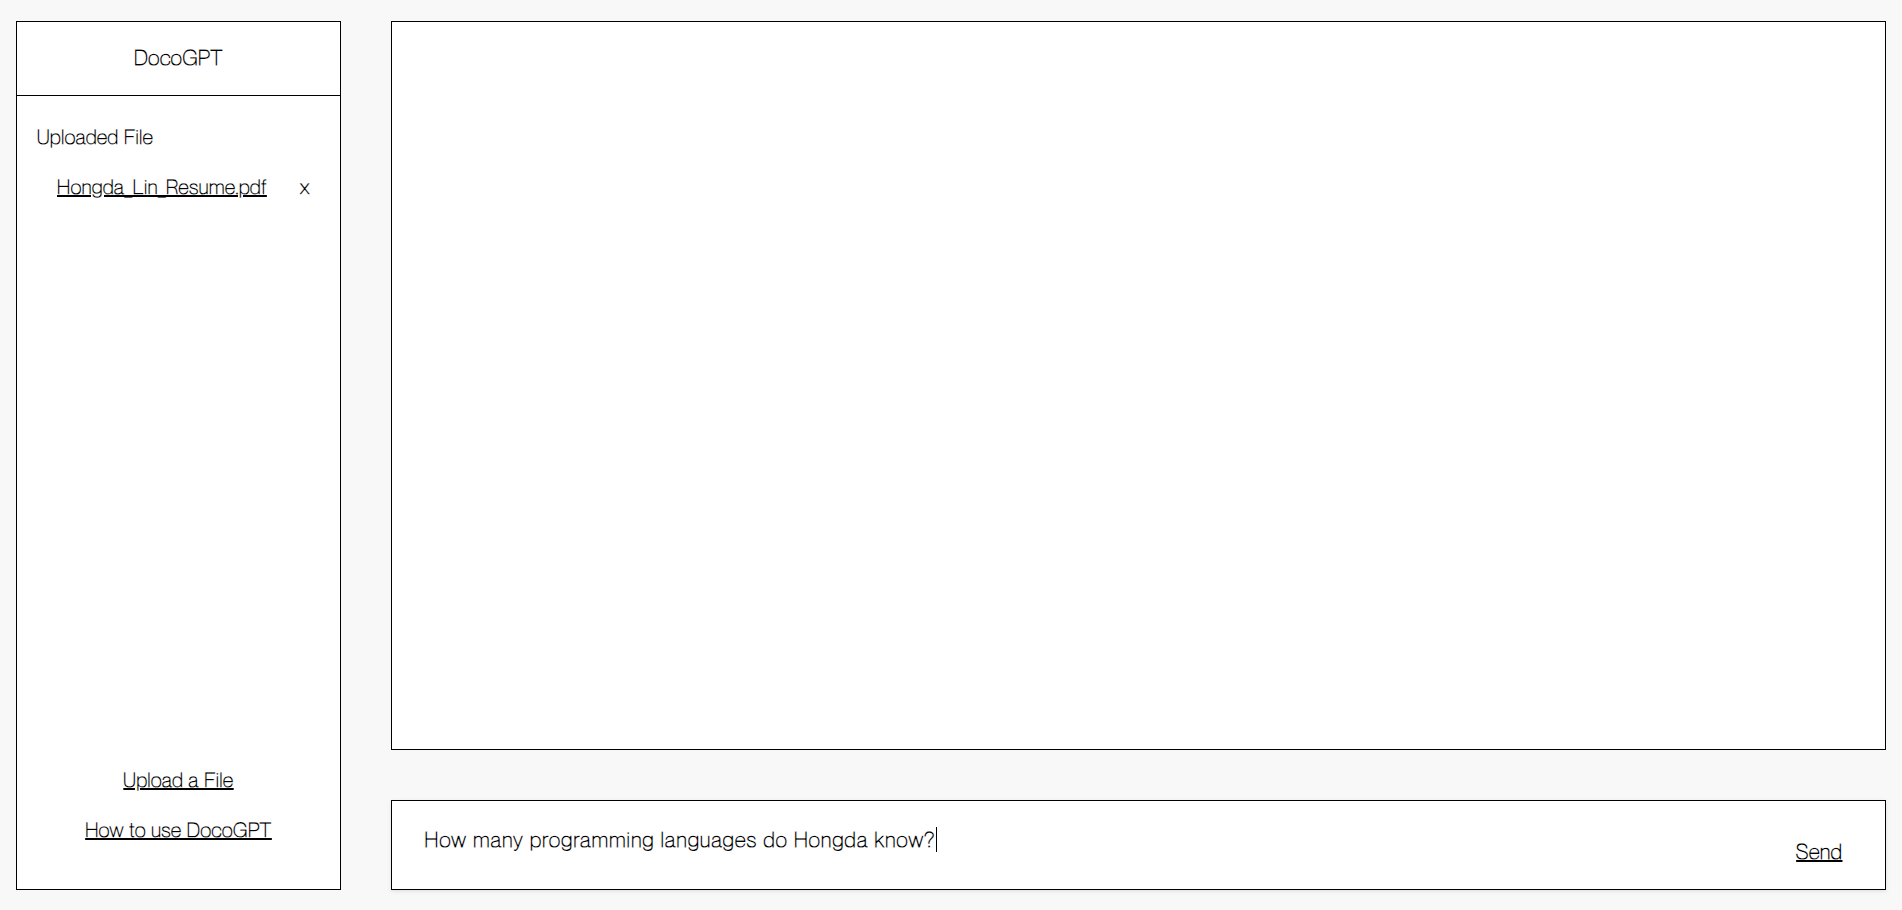 DocoGPT
Uploaded File
Hongda_Lin_Resume.pdf x
Upload a File
How to use DocoGPT
How many programming languages do Hongda know?
Send